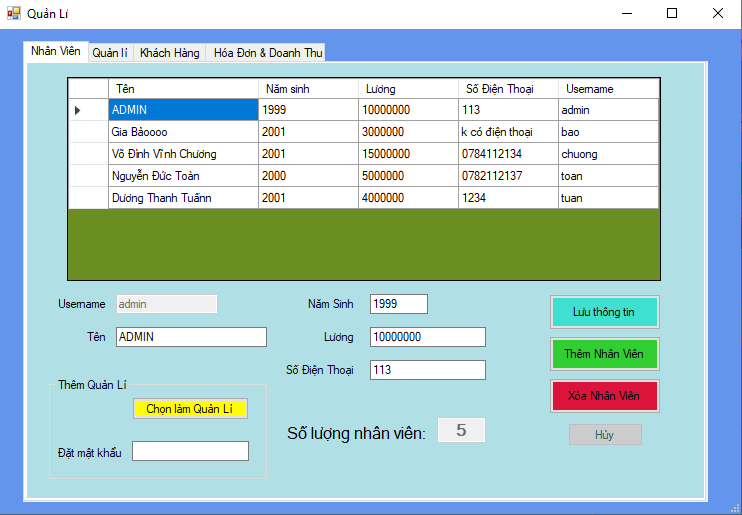 Quản Lí
Nhân Viên Quản lí Khách Hàng Hóa Đơn & Doanh Thu
Tên Năm sinh Lương Số Điện Thoại Username
ADMIN 1999 10000000 113 admin
Gia Bảoooo 2001 3000000 k có điện thoại bao
Võ Đình Vĩnh Chương 2001 15000000 0784112134 chuong
Nguyễn Đức Toàn 2000 5000000 0782112137 toan
Dương Thanh Tuấnn 2001 4000000 1234 tuan
Username admin Năm Sinh 1999 Lưu thông tin
Tên ADMIN Lương 10000000
Thêm Nhân Viên
Số Điện Thoại 113
Thêm Quản Lí
Xóa Nhân Viên
Chọn làm Quản Lí
Số lượng nhân viên: 5 Hủy
Đặt mật khẩu